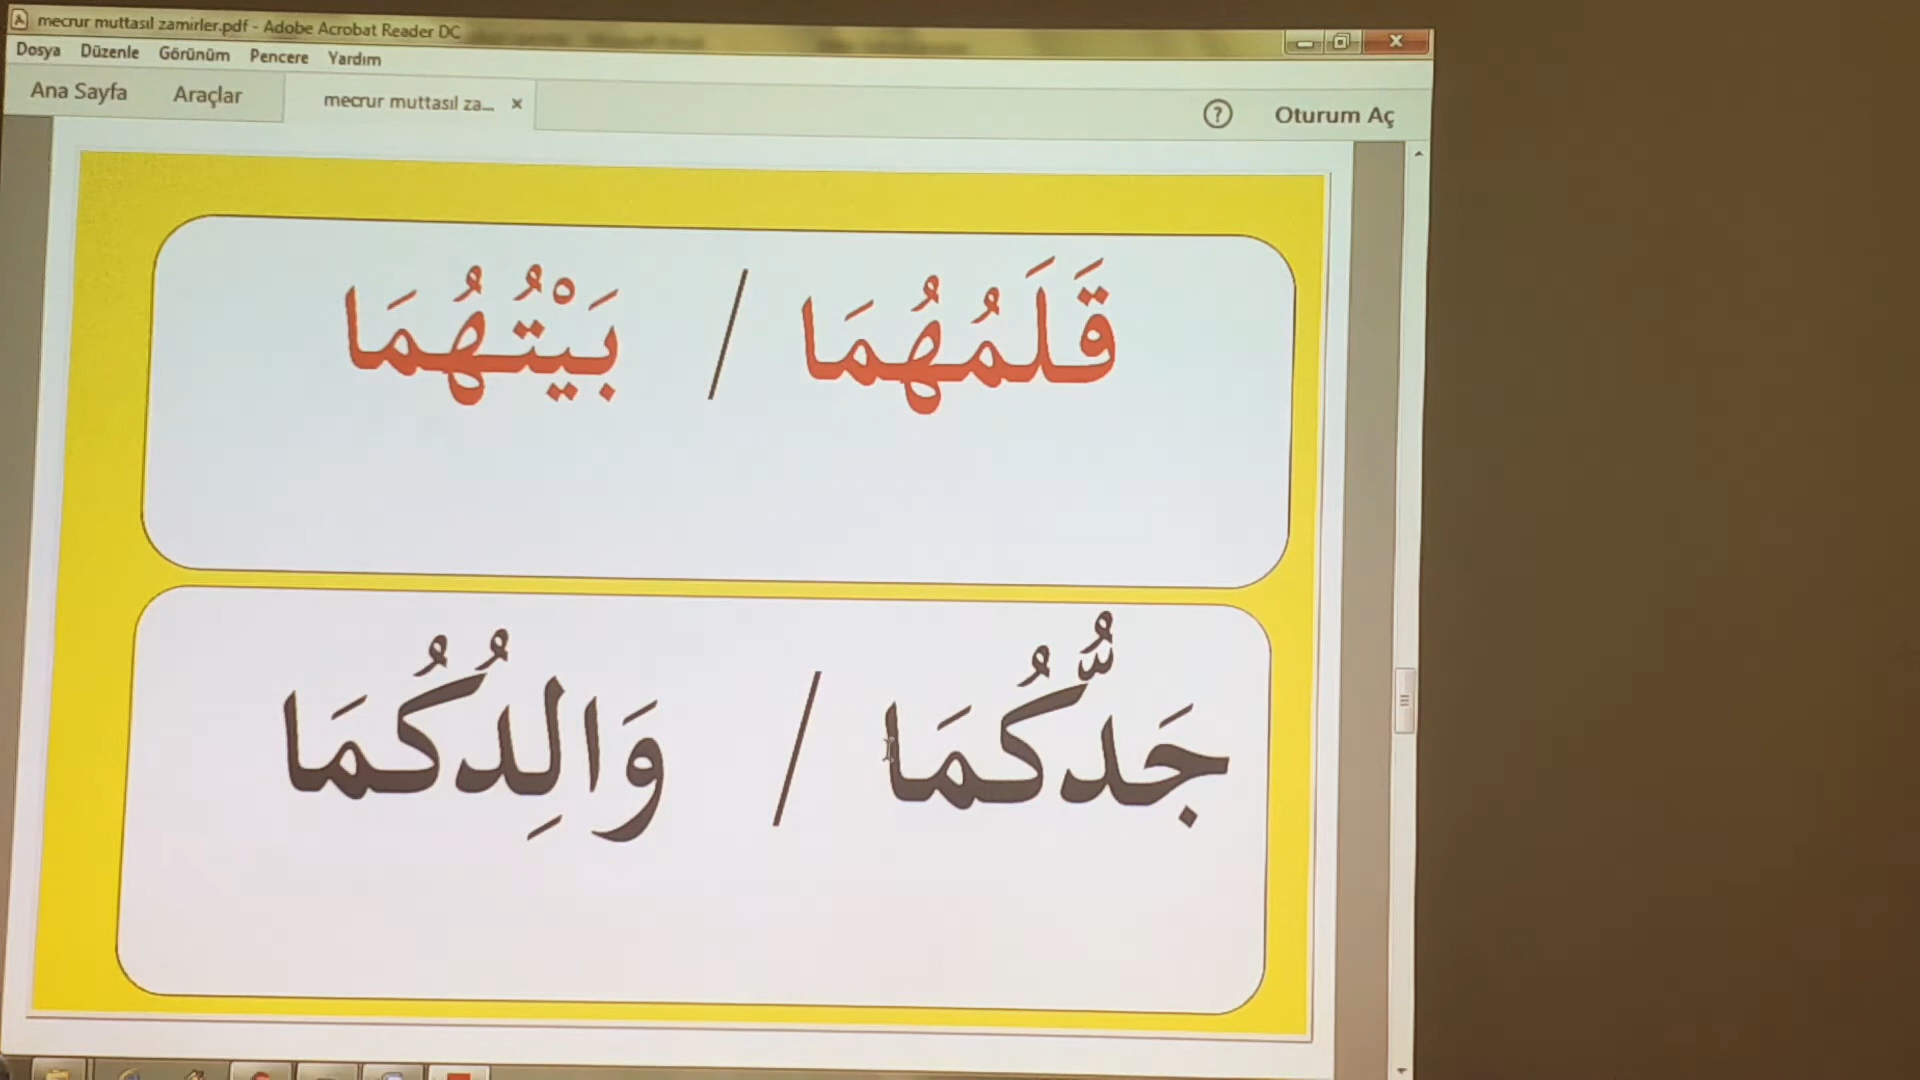 mecrur muttasıl zamirler.pdf - Adobe Acrobat Reader DC
Dosya Düzenle Görünüm Pencere Yardım
Ana Sayfa Araçlar mecrur muttasıl za... × ? Oturum Aç
قَلَمُهُمَا / بَيْتُهُمَا
جَدُّكُمَا / وَالِدُكُمَا